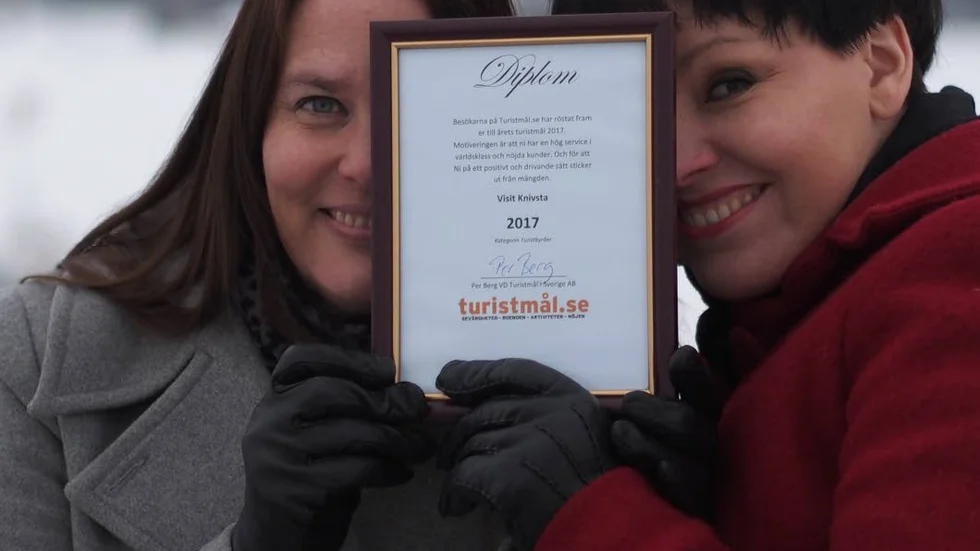 Diplom
Besökarna på Turistmål.se har röstat fram
er till årets turistmål 2017.
Motiveringen är att ni har en hög service i
världsklass och nöjda kunder. Och för att
Ni på ett positivt och drivande sätt sticker
ut från mängden.
Visit Knivsta
2017
Kategorin Turistbyråer
Per Berg
Per Berg VD Turistmål i Sverige AB
turistmål.se
SEVÄRDHETER - BOENDEN - AKTIVITETER - NÖJEN